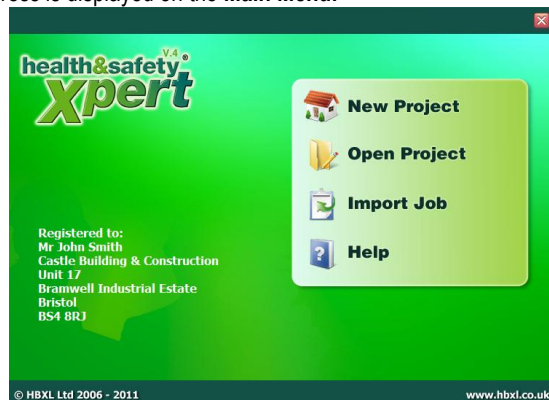 is displayed on the Main Menu.
health&safety V.4 ®
xpert
New Project
Open Project
Import Job
Help
Registered to:
Mr John Smith
Castle Building & Construction
Unit 17
Bramwell Industrial Estate
Bristol
BS4 8RJ
© HBXL Ltd 2006 - 2011
www.hbxl.co.uk